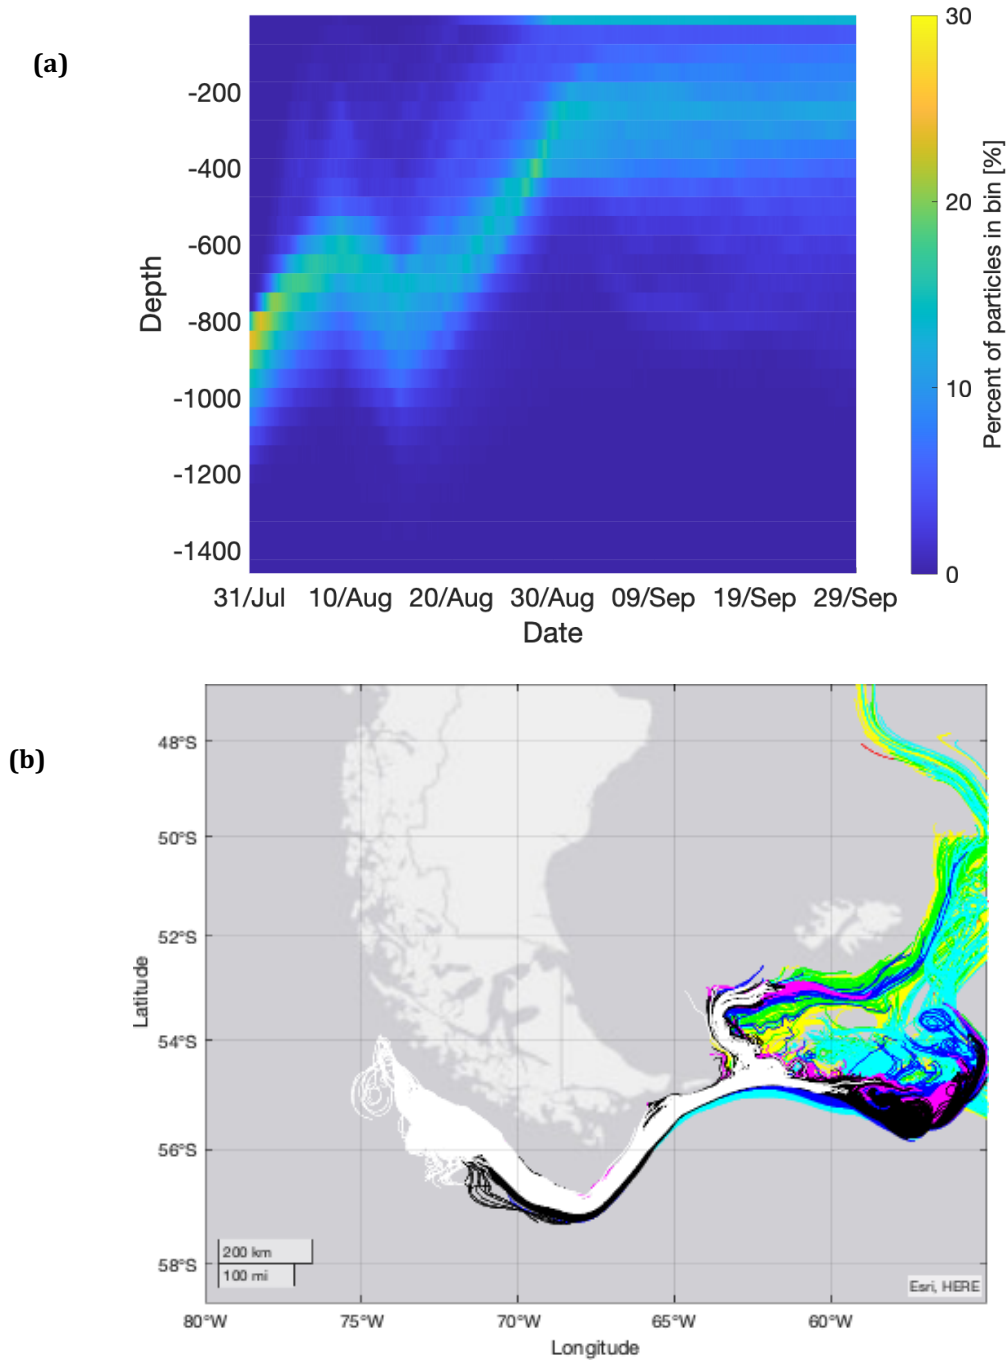 (a)
30
20
10
0
Percent of particles in bin [%]
-200
-400
-600
-800
-1000
-1200
-1400
Depth
31/Jul 10/Aug 20/Aug 30/Aug 09/Sep 19/Sep 29/Sep
Date
(b)
48°S
50°S
52°S
54°S
56°S
58°S
Latitude
200 km
100 mi
Esri, HERE
80°W 75°W 70°W 65°W 60°W
Longitude